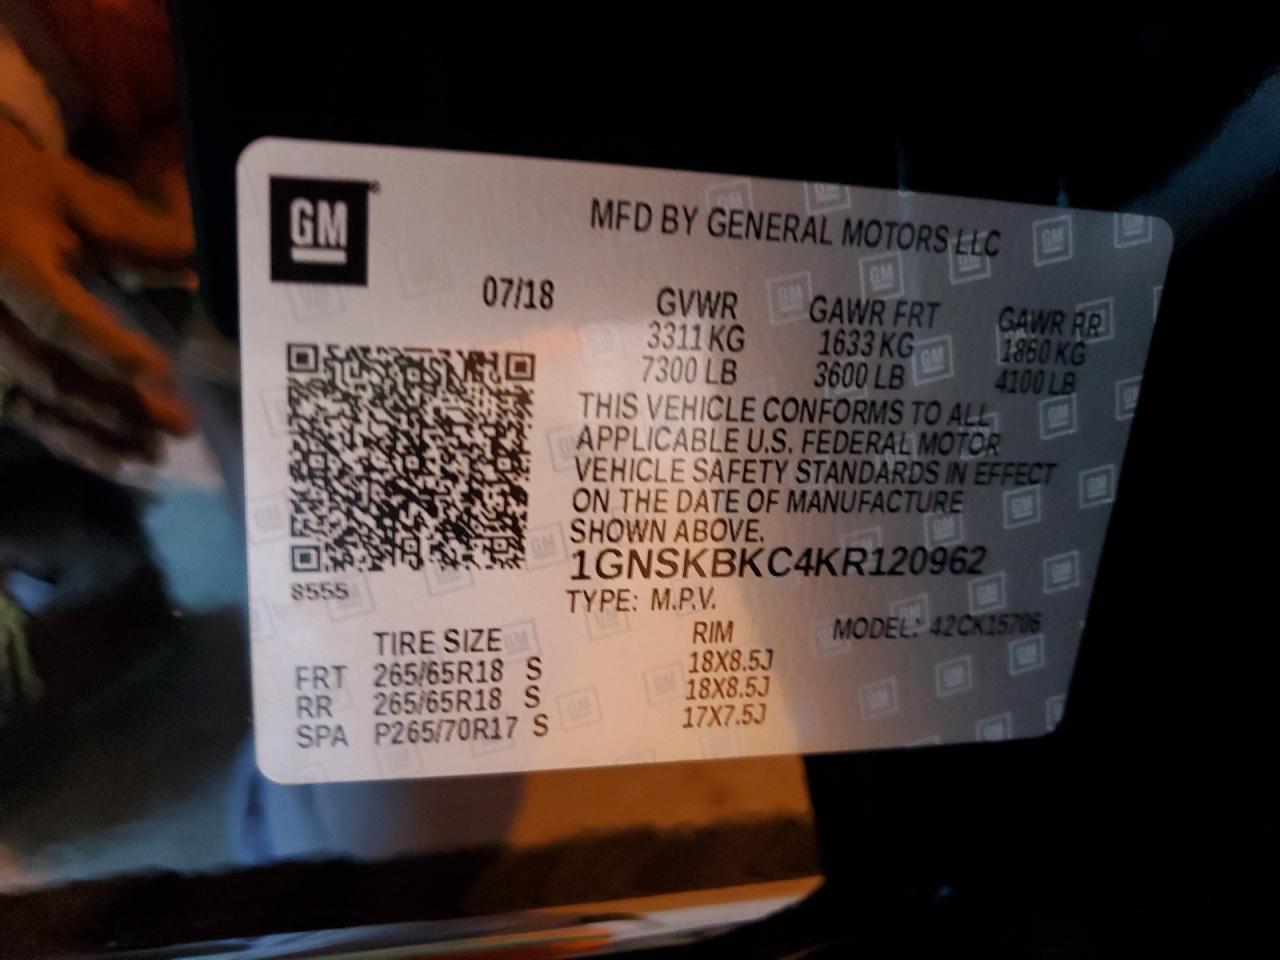 GM
MFD BY GENERAL MOTORS LLC
07/18 GVWR GAWR FRT GAWR RR
3311 KG 1633 KG 1860 KG
7300 LB 3600 LB 4100 LB
THIS VEHICLE CONFORMS TO ALL
APPLICABLE U.S. FEDERAL MOTOR
VEHICLE SAFETY STANDARDS IN EFFECT
ON THE DATE OF MANUFACTURE
SHOWN ABOVE.
1GNSKBKC4KR120962
8555
TYPE: M.P.V.
MODEL: 42CK15706
TIRE SIZE RIM
FRT 265/65R18 S 18X8.5J
RR 265/65R18 S 18X8.5J
SPA P265/70R17 S 17X7.5J